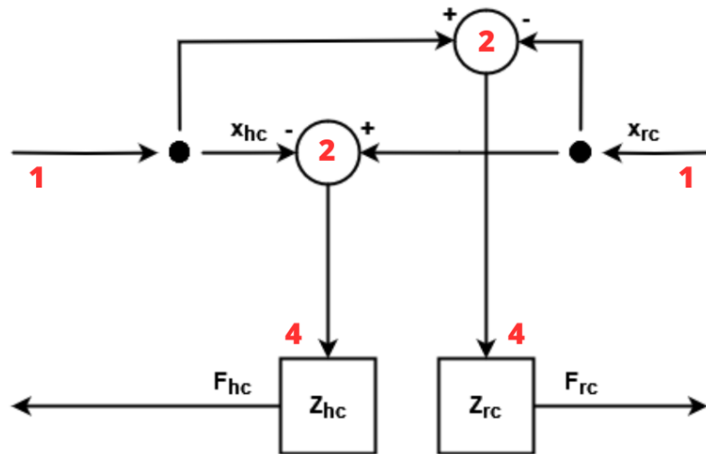 + 2 -
x_hc - 2 + x_rc
1 1
4 4
F_hc Z_hc Z_rc F_rc